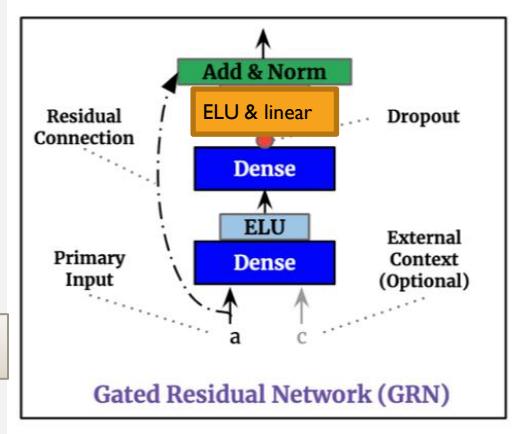 Add & Norm
ELU & linear
Residual
Connection
Dropout
Dense
ELU
Dense
Primary
Input
External
Context
(Optional)
a
c
Gated Residual Network (GRN)